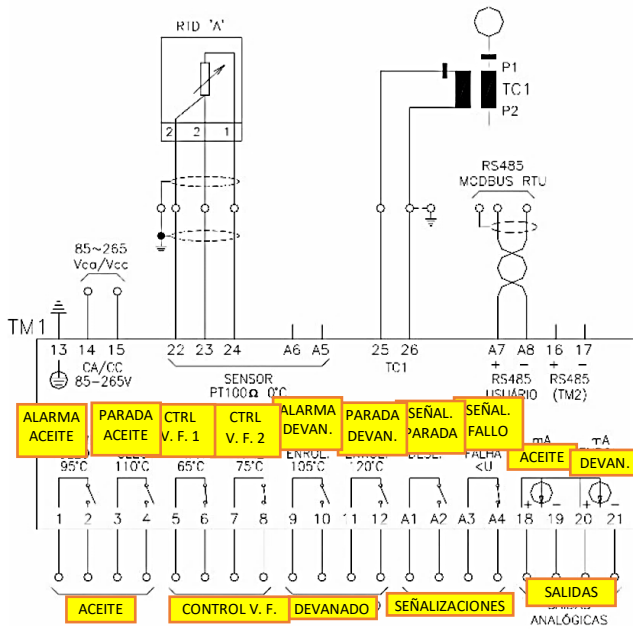 RTD 'A'
2 2 1
P1
TC1
P2
RS485
MODBUS RTU
85~265
Vca/Vcc
TM1
13 14 15 22 23 24 A6 A5 25 26 A7 A8 16 17
+ - + -
CA/CC
85-265V
SENSOR
PT100Ω 0°C
TC1
RS485
USUÁRIO
RS485
(TM2)
ALARMA
ACEITE
PARADA
ACEITE
CTRL
V. F. 1
CTRL
V. F. 2
ALARMA
DEVAN.
PARADA
DEVAN.
SEÑAL.
PARADA
SEÑAL.
FALLO
mA
ACEITE
mA
DEVAN.
95°C 110°C 65°C 75°C
ENROL.
105°C
120°C
FALHA
<U
+ - + -
1 2 3 4 5 6 7 8 9 10 11 12 A1 A2 A3 A4 18 19 20 21
ACEITE
CONTROL V. F.
DEVANADO
SEÑALIZACIONES
SALIDAS
ANALÓGICAS